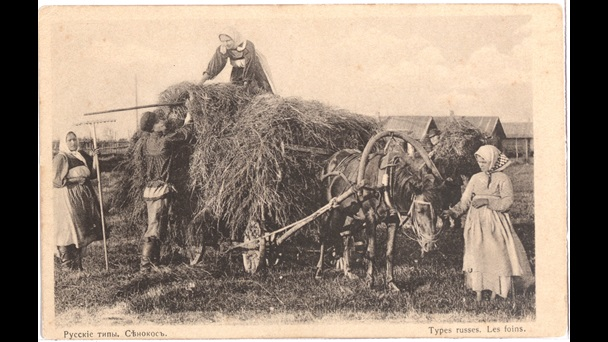 Русскіе типы. Сѣнокосъ.
Types russes. Les foins.